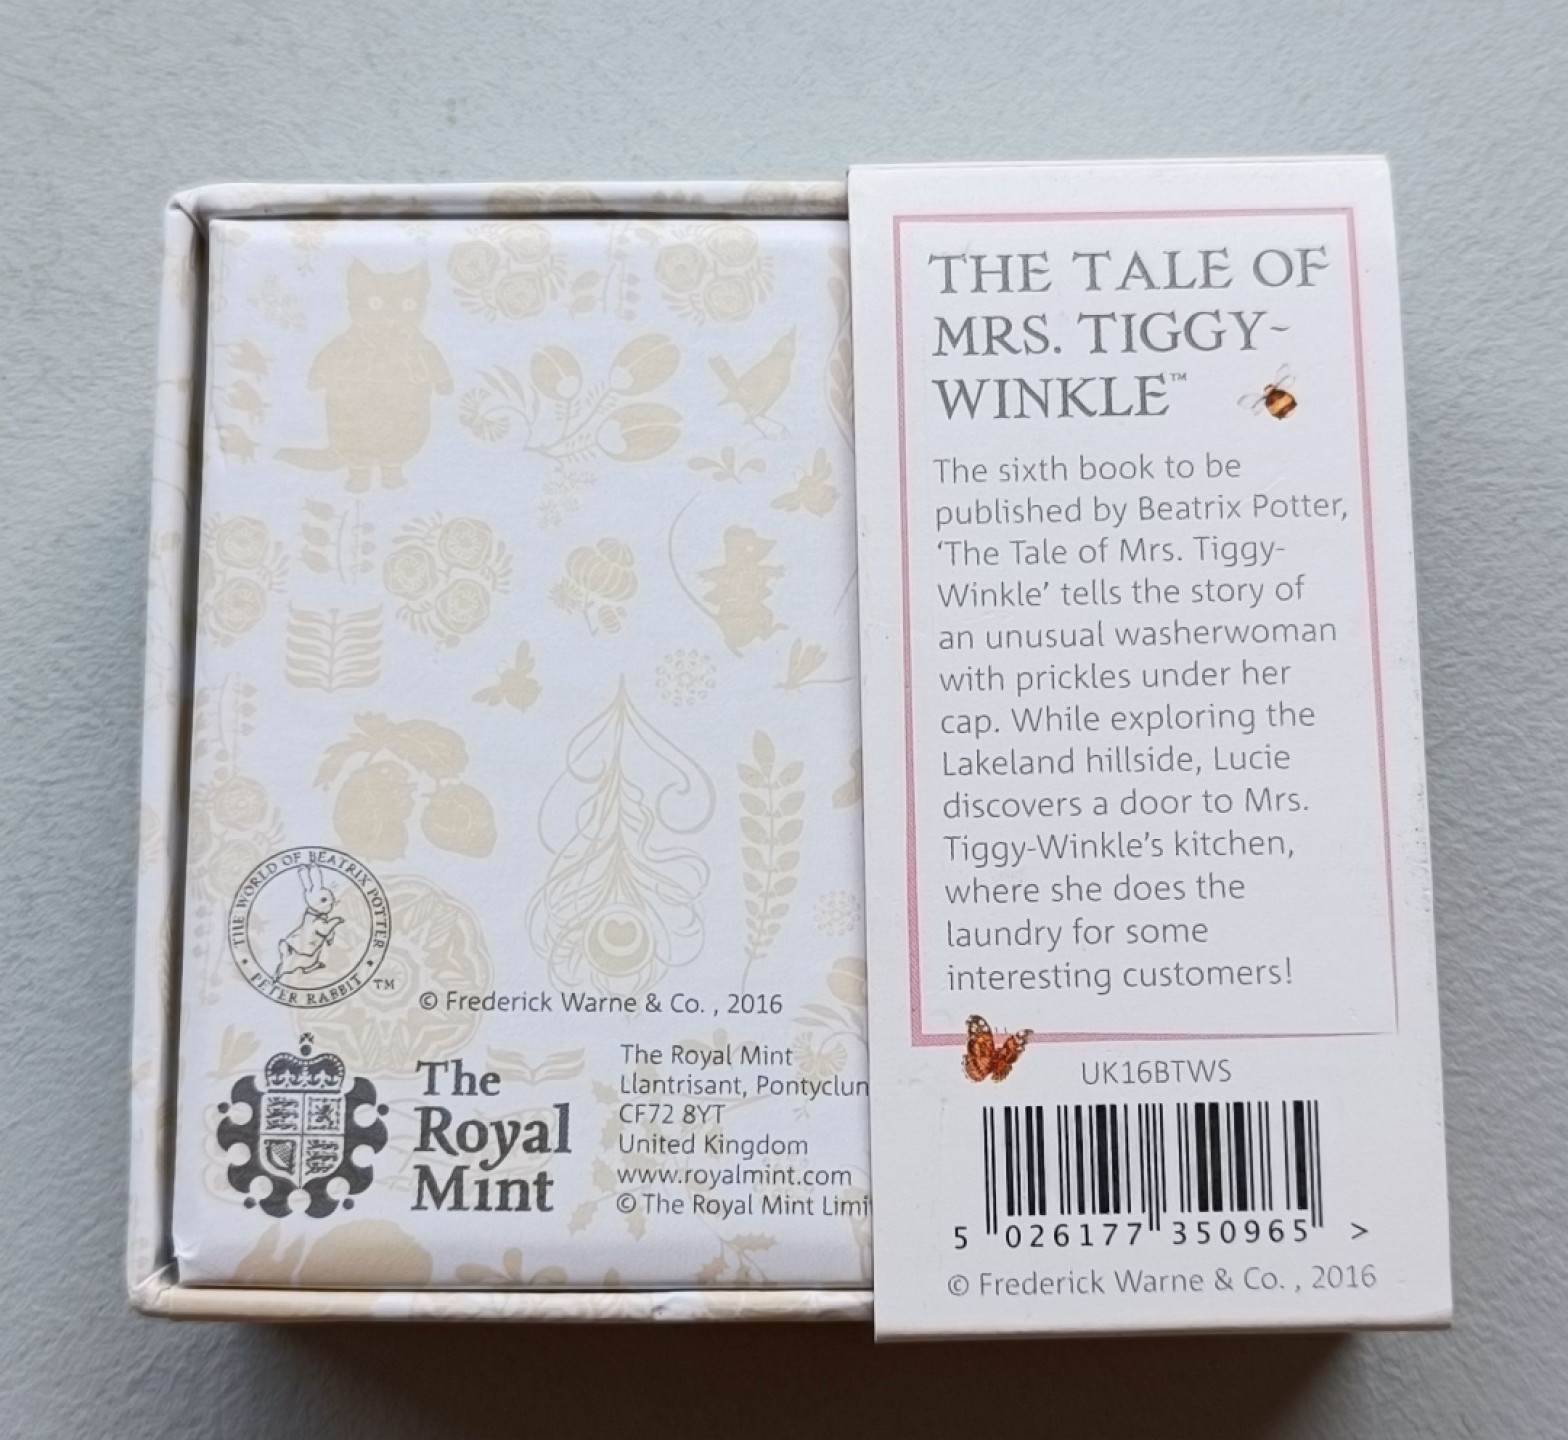 THE WORLD OF BEATRIX POTTER
PETER RABBIT TM
© Frederick Warne & Co. , 2016
The
Royal
Mint
The Royal Mint
Llantrisant, Pontyclun
CF72 8YT
United Kingdom
www.royalmint.com
© The Royal Mint Limi
THE TALE OF
MRS. TIGGY-
WINKLE™
The sixth book to be
published by Beatrix Potter,
‘The Tale of Mrs. Tiggy-
Winkle’ tells the story of
an unusual washerwoman
with prickles under her
cap. While exploring the
Lakeland hillside, Lucie
discovers a door to Mrs.
Tiggy-Winkle’s kitchen,
where she does the
laundry for some
interesting customers!
UK16BTWS
5 026177 350965 >
© Frederick Warne & Co. , 2016